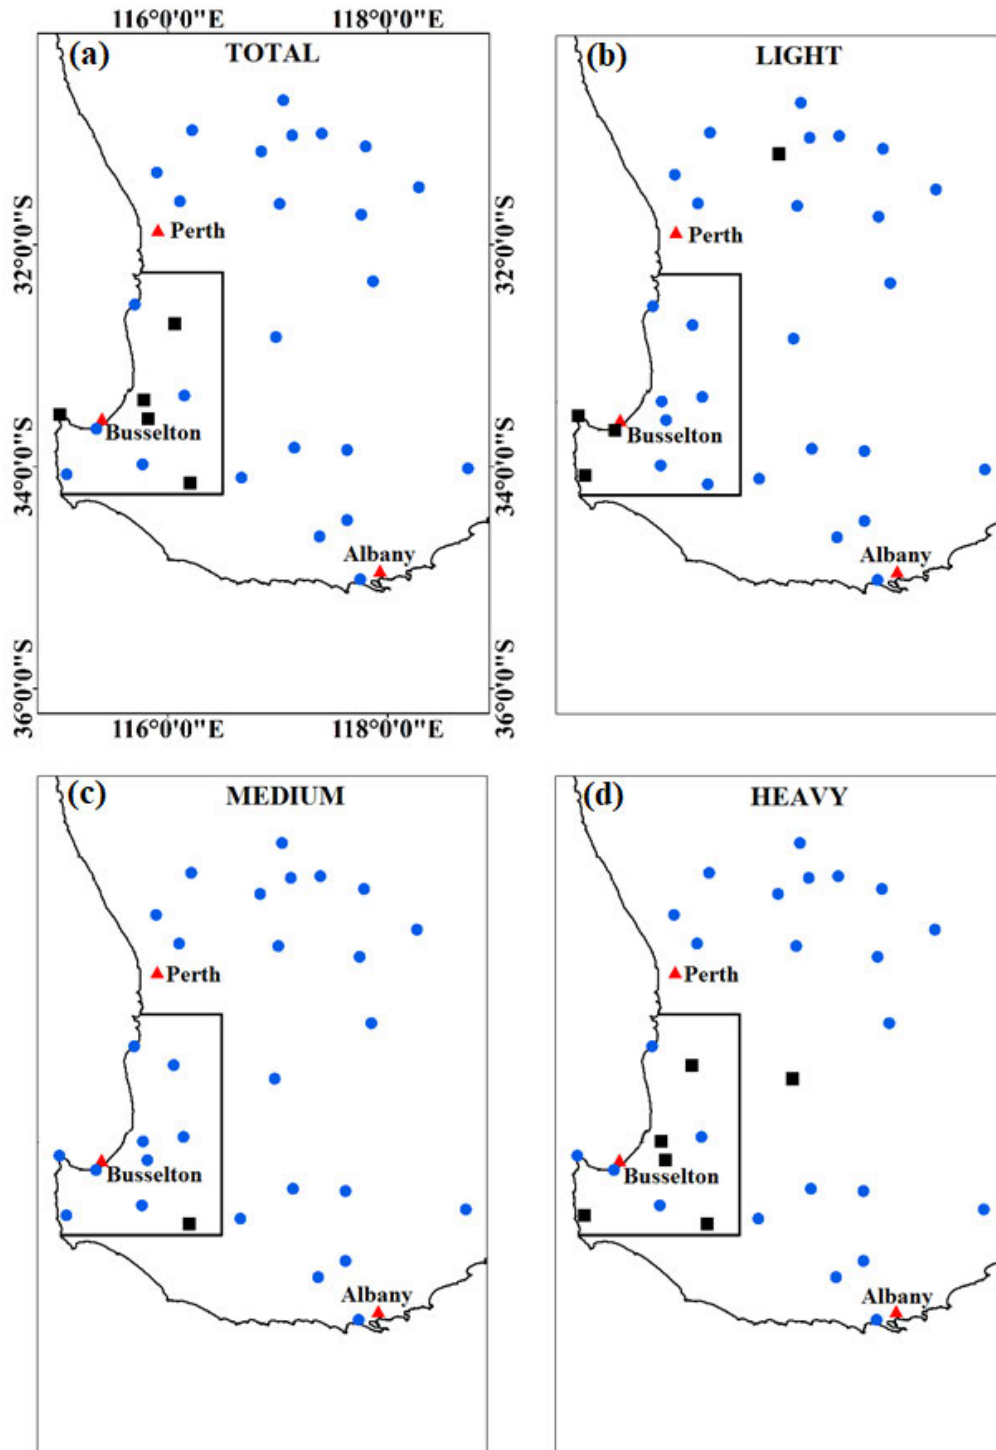 116°0'0"E 118°0'0"E
(a) TOTAL
(b) LIGHT
32°0'0"S
32°0'0"S
Perth
Perth
Busselton
Busselton
34°0'0"S
34°0'0"S
Albany
Albany
36°0'0"S
36°0'0"S
116°0'0"E 118°0'0"E
(c) MEDIUM
(d) HEAVY
Perth
Perth
Busselton
Busselton
Albany
Albany